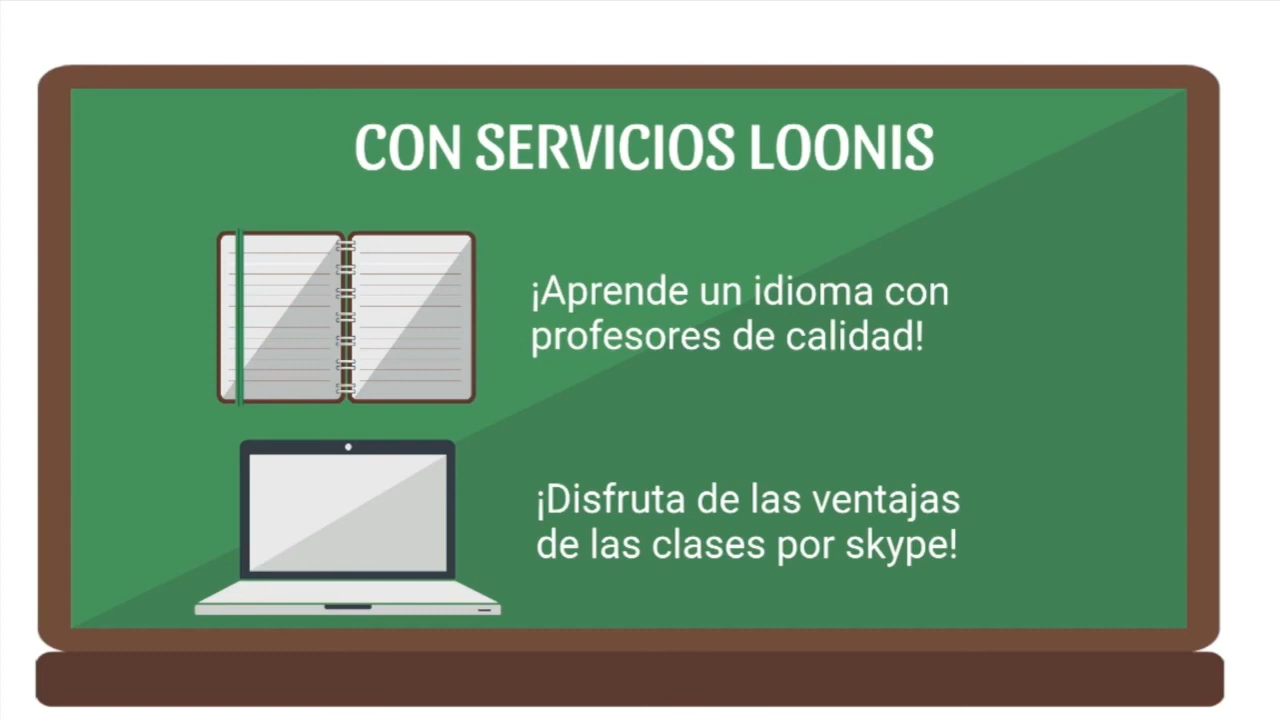 CON SERVICIOS LOONIS
¡Aprende un idioma con
profesores de calidad!
¡Disfruta de las ventajas
de las clases por skype!